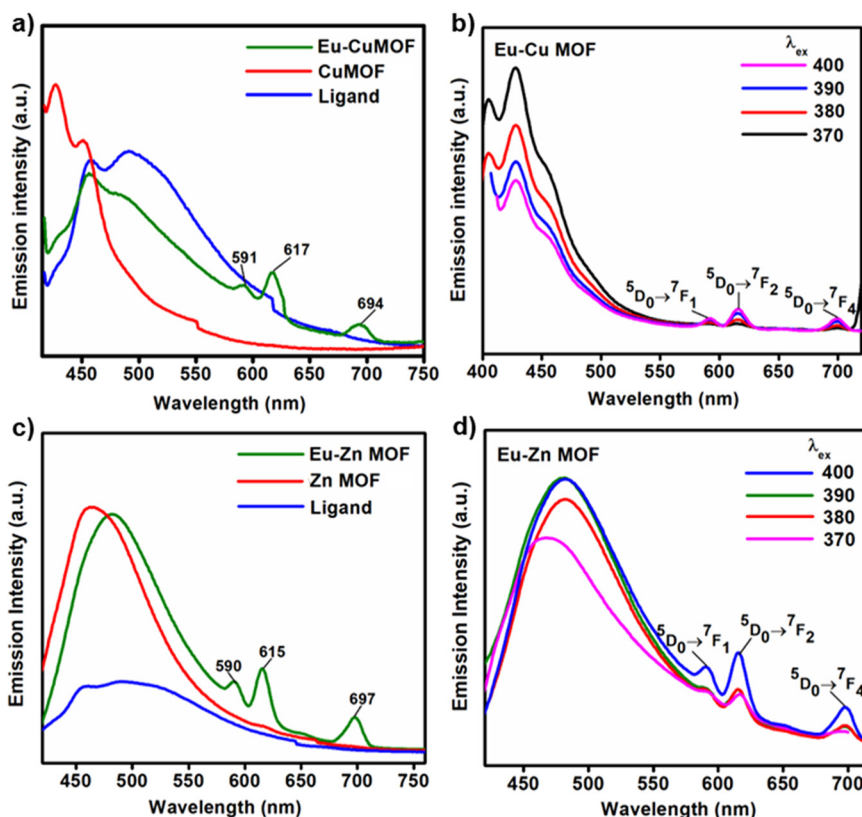 a)
Eu-CuMOF
CuMOF
Ligand
591
617
694
Emission intensity (a.u.)
450 500 550 600 650 700 750
Wavelength (nm)
b)
Eu-Cu MOF
λex
400
390
380
370
⁵D₀→⁷F₁
⁵D₀→⁷F₂
⁵D₀→⁷F₄
Emission intensity (a.u.)
400 450 500 550 600 650 700
Wavelength (nm)
c)
Eu-Zn MOF
Zn MOF
Ligand
590
615
697
Emission Intensity (a.u.)
450 500 550 600 650 700 750
Wavelength (nm)
d)
Eu-Zn MOF
λex
400
390
380
370
⁵D₀→⁷F₁
⁵D₀→⁷F₂
⁵D₀→⁷F₄
Emission Intensity (a.u.)
450 500 550 600 650 700
Wavelength (nm)